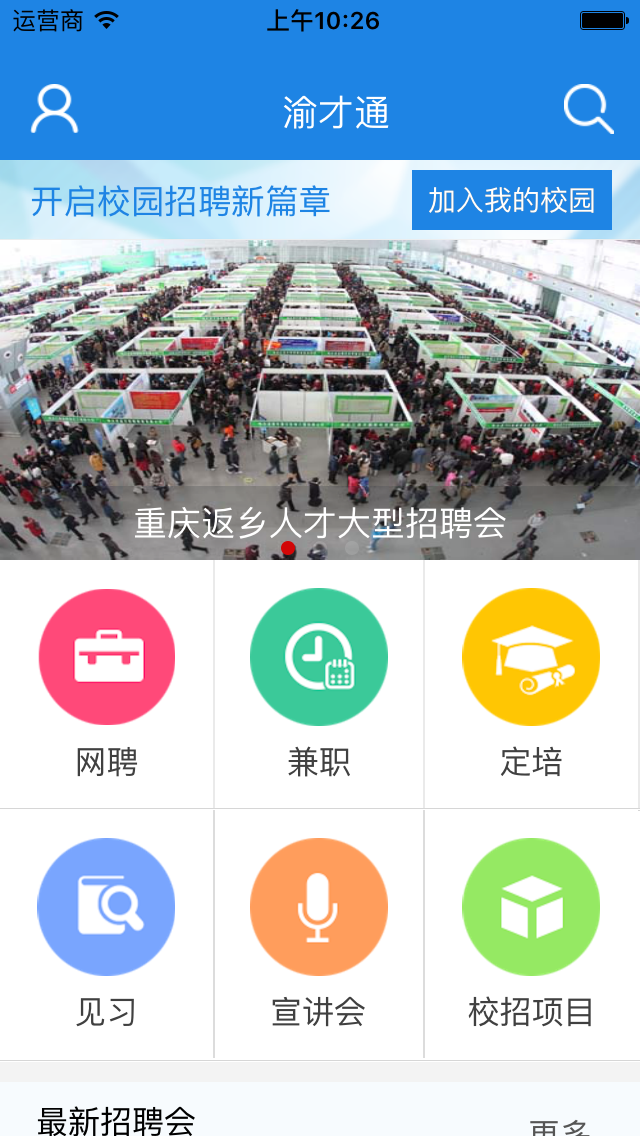 运营商 上午10:26
渝才通
开启校园招聘新篇章 加入我的校园
重庆返乡人才大型招聘会
网聘 兼职 定培
见习 宣讲会 校招项目
最新招聘会 更多